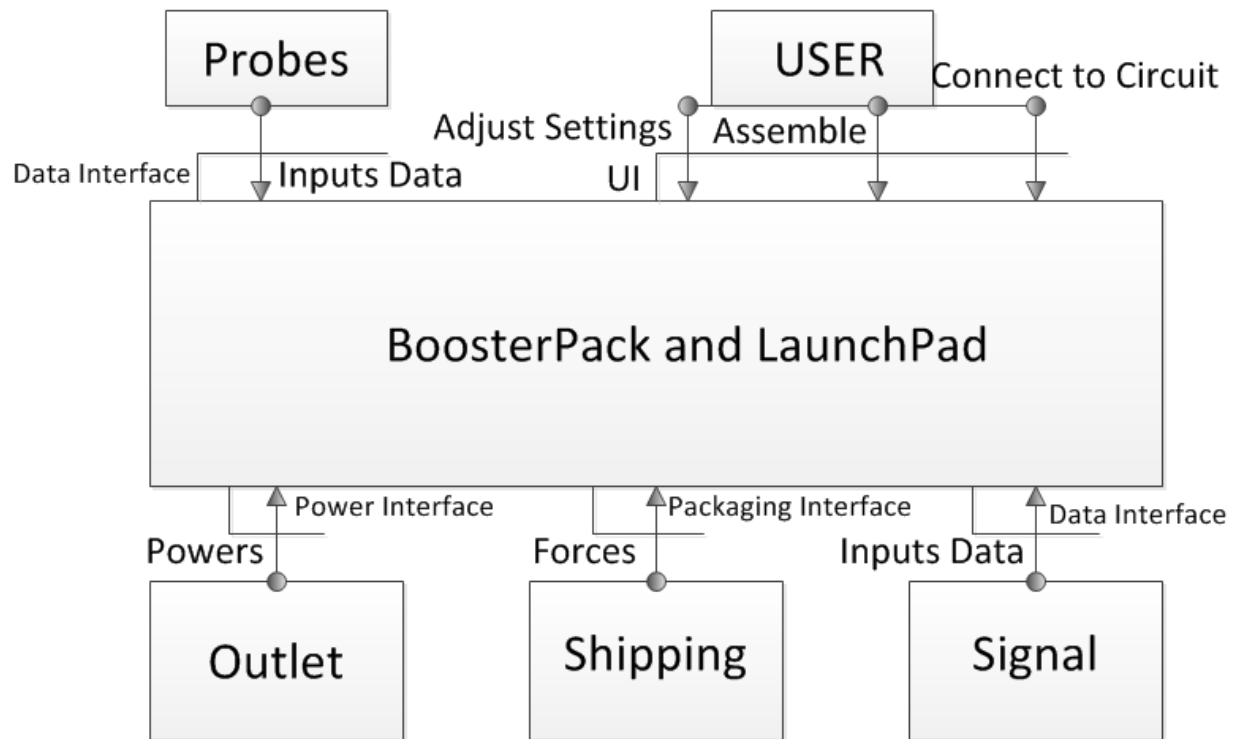 Probes
USER
Connect to Circuit
Adjust Settings
Assemble
Data Interface
Inputs Data
UI
BoosterPack and LaunchPad
Power Interface
Packaging Interface
Data Interface
Powers
Forces
Inputs Data
Outlet
Shipping
Signal